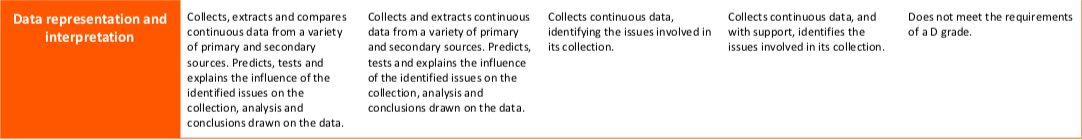 Data representation and
interpretation
Collects, extracts and compares
continuous data from a variety
of primary and secondary
sources. Predicts, tests and
explains the influence of the
identified issues on the
collection, analysis and
conclusions drawn on the data.
Collects and extracts continuous
data from a variety of primary
and secondary sources. Predicts,
tests and explains the influence
of the identified issues on the
collection, analysis and
conclusions drawn on the data.
Collects continuous data,
identifying the issues involved in
its collection.
Collects continuous data, and
with support, identifies the
issues involved in its collection.
Does not meet the requirements
of a D grade.